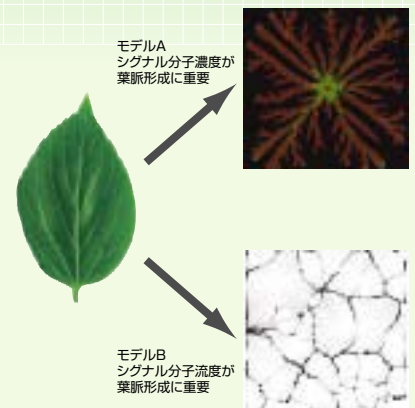 モデルA
シグナル分子濃度が
葉脈形成に重要
モデルB
シグナル分子流度が
葉脈形成に重要